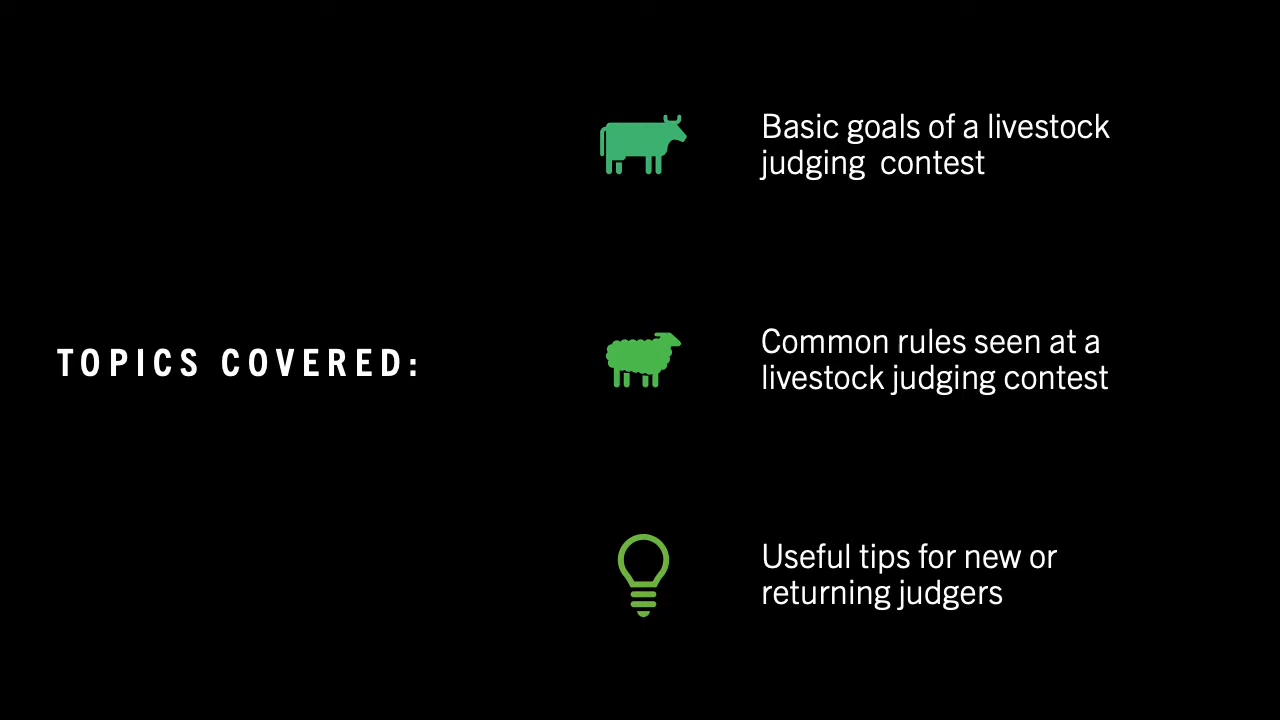 TOPICS COVERED:
Basic goals of a livestock
judging  contest
Common rules seen at a
livestock judging contest
Useful tips for new or
returning judgers